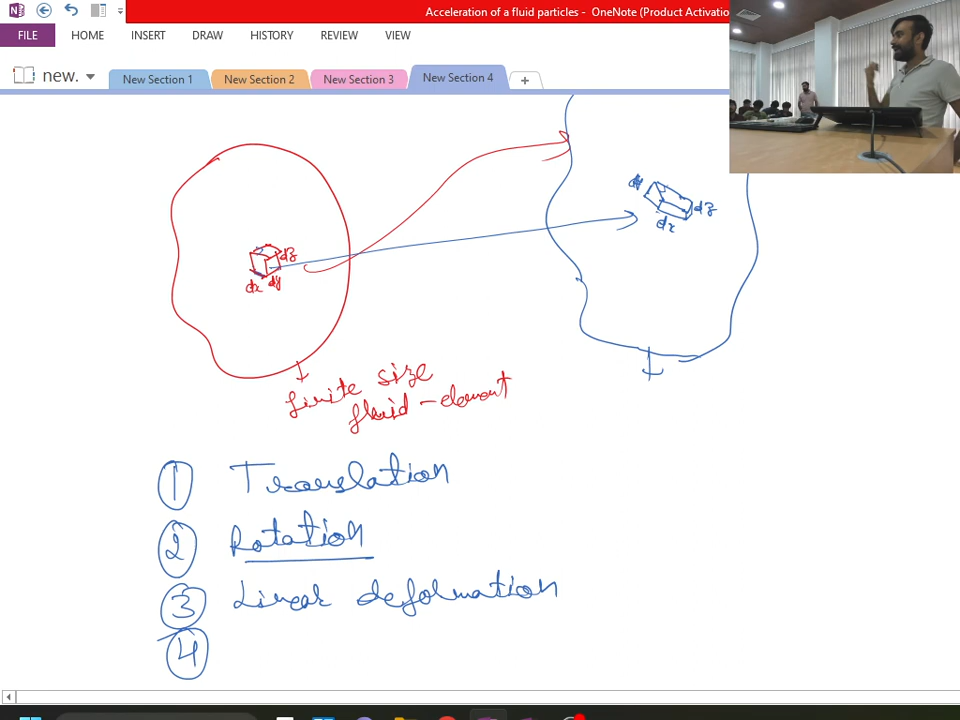 Acceleration of a fluid particles - OneNote (Product Activatio
FILE HOME INSERT DRAW HISTORY REVIEW VIEW
new. New Section 1 New Section 2 New Section 3 New Section 4
dy
dz
dx
dz
dx dy
finite size
fluid-element
1 Translation
2 Rotation
3 Linear deformation
4